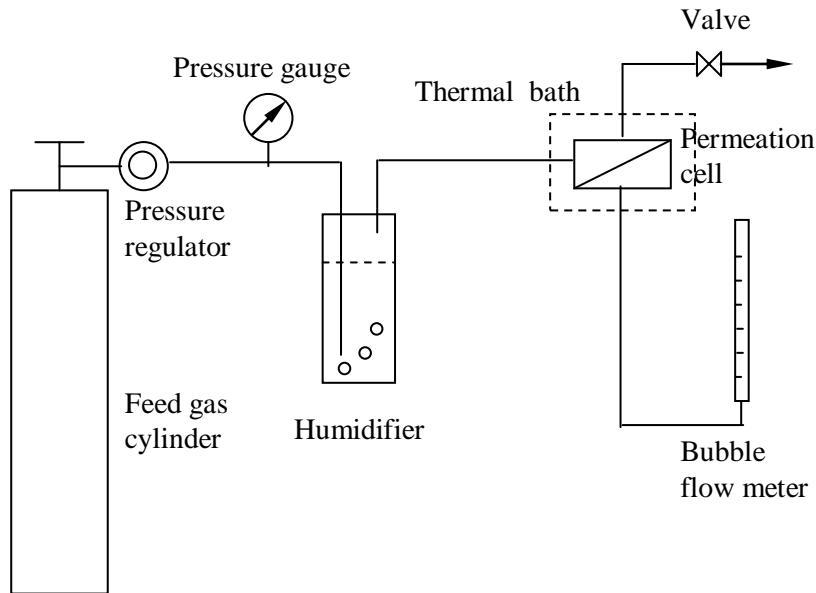 Valve
Pressure gauge
Thermal bath
Permeation
cell
Pressure
regulator
Feed gas
cylinder
Humidifier
Bubble
flow meter